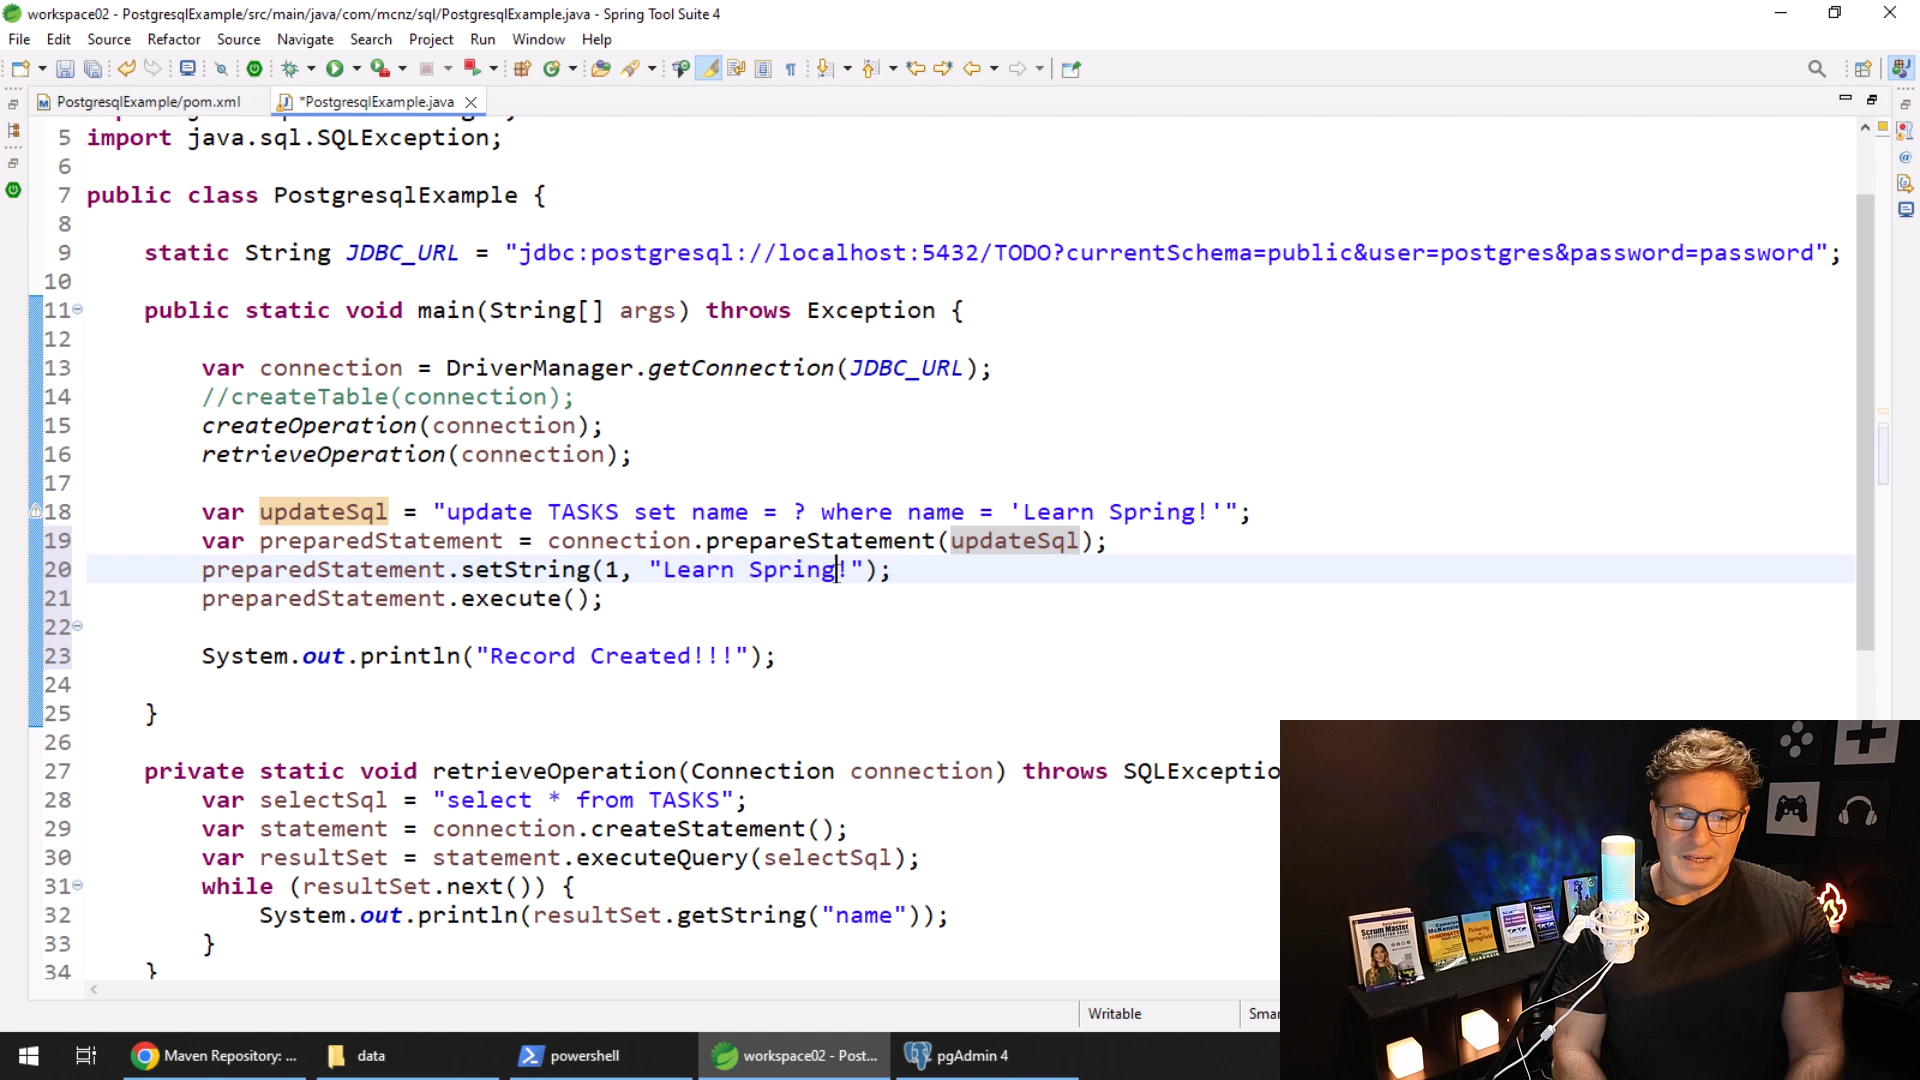 workspace02 - PostgresqlExample/src/main/java/com/mcnz/sql/PostgresqlExample.java - Spring Tool Suite 4
File Edit Source Refactor Source Navigate Search Project Run Window Help
PostgresqlExample/pom.xml *PostgresqlExample.java
5 import java.sql.SQLException;
6
7 public class PostgresqlExample {
8
9 static String JDBC_URL = "jdbc:postgresql://localhost:5432/TODO?currentSchema=public&user=postgres&password=password";
10
11 public static void main(String[] args) throws Exception {
12
13 var connection = DriverManager.getConnection(JDBC_URL);
14 //createTable(connection);
15 createOperation(connection);
16 retrieveOperation(connection);
17
18 var updateSql = "update TASKS set name = ? where name = 'Learn Spring!'";
19 var preparedStatement = connection.prepareStatement(updateSql);
20 preparedStatement.setString(1, "Learn Spring!");
21 preparedStatement.execute();
22
23 System.out.println("Record Created!!!");
24
25 }
26
27 private static void retrieveOperation(Connection connection) throws SQLExceptio
28 var selectSql = "select * from TASKS";
29 var statement = connection.createStatement();
30 var resultSet = statement.executeQuery(selectSql);
31 while (resultSet.next()) {
32 System.out.println(resultSet.getString("name"));
33 }
34 }
Writable Smar
Scrum Master
Maven Repository: ... data powershell workspace02 - Post... pgAdmin 4